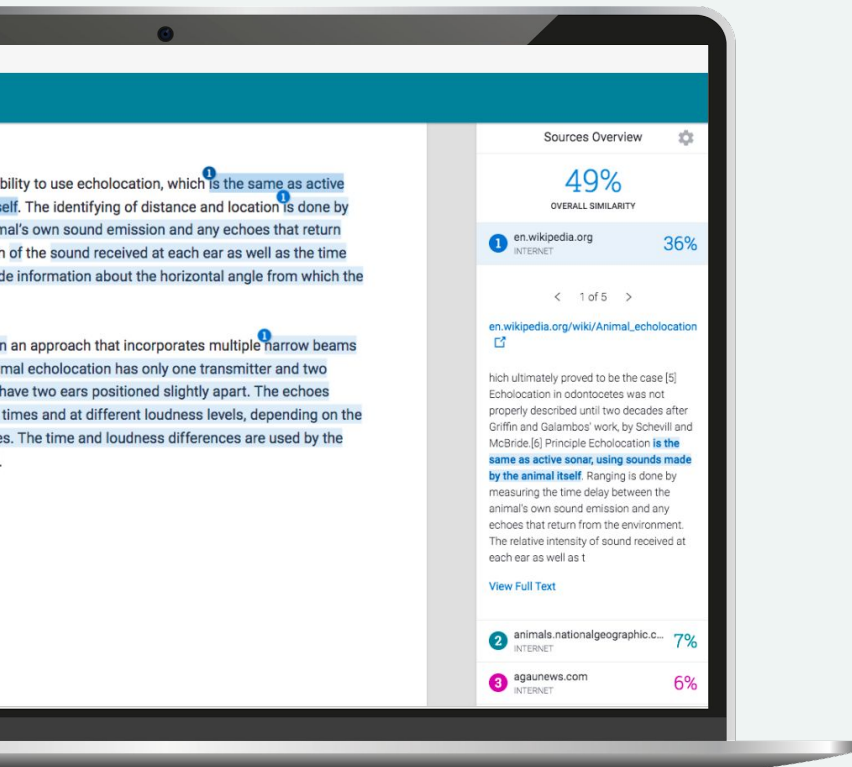 bility to use echolocation, which is the same as active
self. The identifying of distance and location is done by
mal's own sound emission and any echoes that return
n of the sound received at each ear as well as the time
de information about the horizontal angle from which the
n an approach that incorporates multiple narrow beams
mal echolocation has only one transmitter and two
have two ears positioned slightly apart. The echoes
times and at different loudness levels, depending on the
es. The time and loudness differences are used by the
.
1
1
1
Sources Overview
49%
OVERALL SIMILARITY
1 en.wikipedia.org 36%
INTERNET
< 1 of 5 >
en.wikipedia.org/wiki/Animal_echolocation
hich ultimately proved to be the case [5]
Echolocation in odontocetes was not
properly described until two decades after
Griffin and Galambos' work, by Schevill and
McBride.[6] Principle Echolocation is the
same as active sonar, using sounds made
by the animal itself. Ranging is done by
measuring the time delay between the
animal's own sound emission and any
echoes that return from the environment.
The relative intensity of sound received at
each ear as well as t
View Full Text
2 animals.nationalgeographic.c... 7%
INTERNET
3 agaunews.com 6%
INTERNET